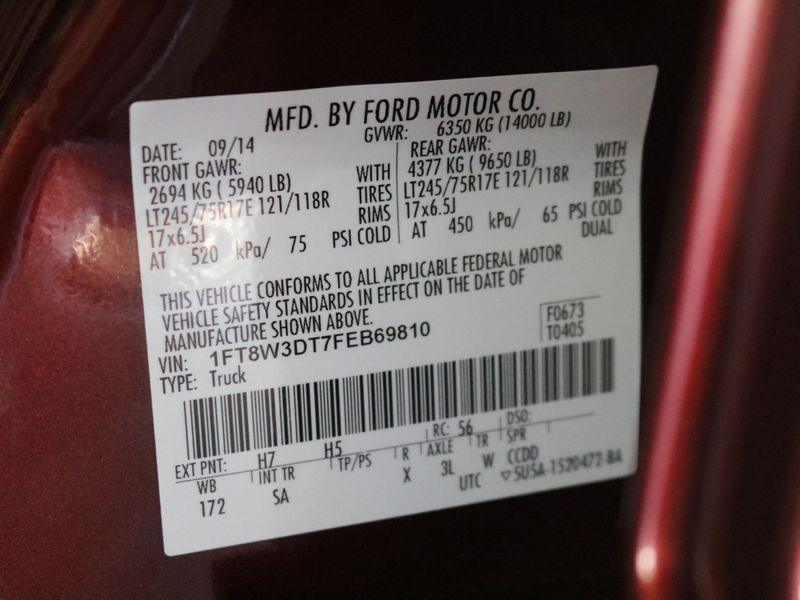 MFD. BY FORD MOTOR CO.
DATE: 09/14 GVWR: 6350 KG (14000 LB)
FRONT GAWR: REAR GAWR:
2694 KG ( 5940 LB) WITH 4377 KG ( 9650 LB) WITH
LT245/75R17E 121/118R TIRES LT245/75R17E 121/118R TIRES
17x6.5J RIMS 17x6.5J RIMS
AT 520 kPa/ 75 PSI COLD AT 450 kPa/ 65 PSI COLD
DUAL
THIS VEHICLE CONFORMS TO ALL APPLICABLE FEDERAL MOTOR
VEHICLE SAFETY STANDARDS IN EFFECT ON THE DATE OF
MANUFACTURE SHOWN ABOVE.
VIN: 1FT8W3DT7FEB69810 F0673
TYPE: Truck T0405
EXT PNT: H7 H5 RC: 56 DSO:
WB INT TR TP/PS R AXLE TR SPR
172 SA X 3L W CCDD
UTC ▽SU5A-1520472-BA